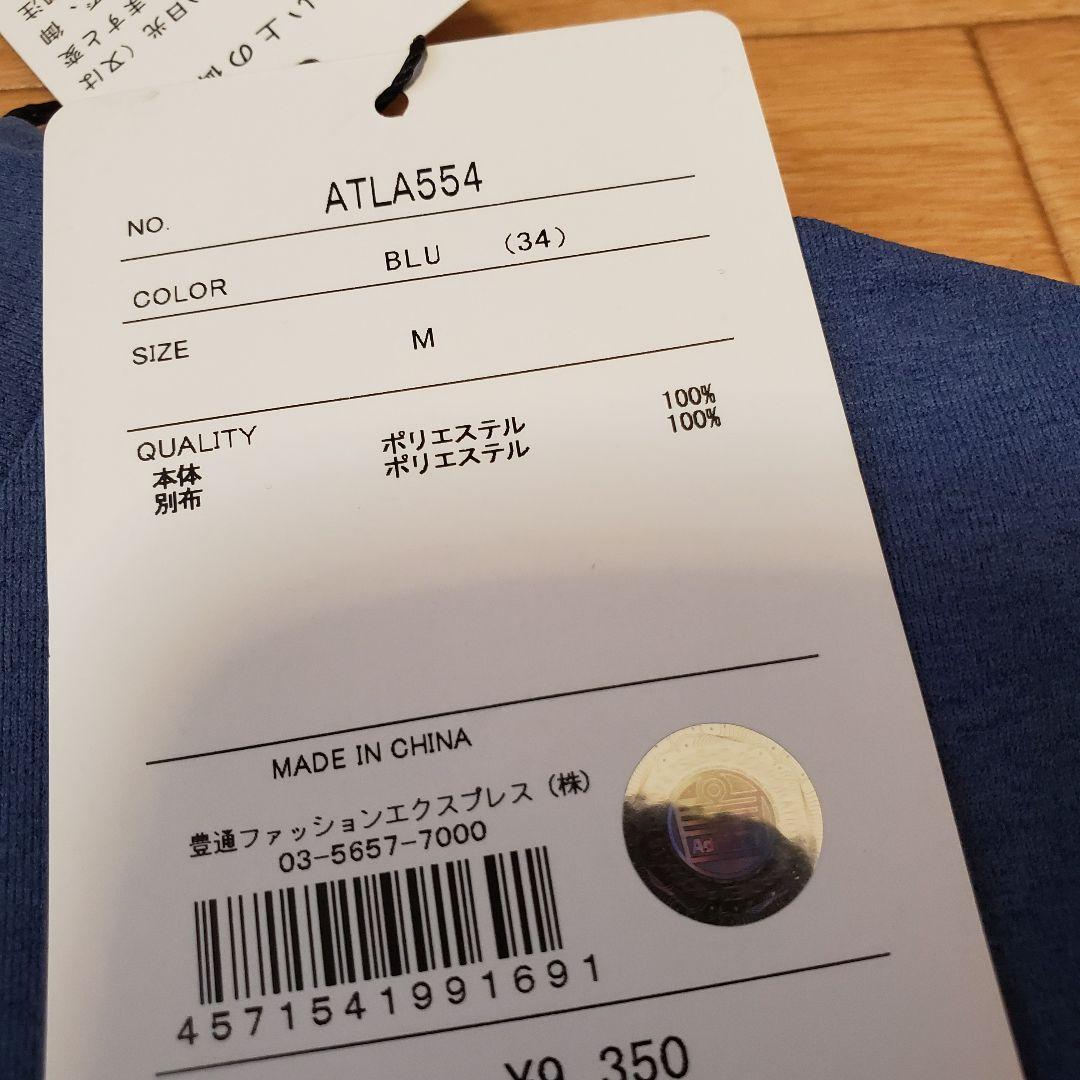 NO. ATLA554
COLOR BLU (34)
SIZE M
QUALITY
本体 ポリエステル 100%
別布 ポリエステル 100%
MADE IN CHINA
豊通ファッションエクスプレス(株)
03-5657-7000
4571541991691
¥9,350